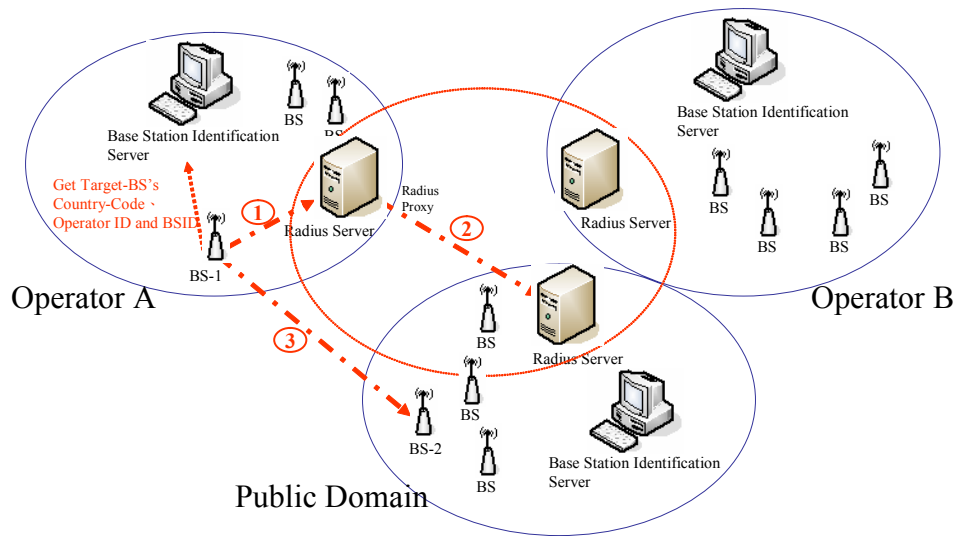 BS
BS
Base Station Identification
Server
Get Target-BS's
Country-Code、
Operator ID and BSID
1
Radius
Proxy
Radius Server
BS-1
2
Operator A
3
Base Station Identification
Server
BS
BS
BS
BS
Radius Server
Operator B
BS
Radius Server
BS
BS-2
BS
Base Station Identification
Server
Public Domain